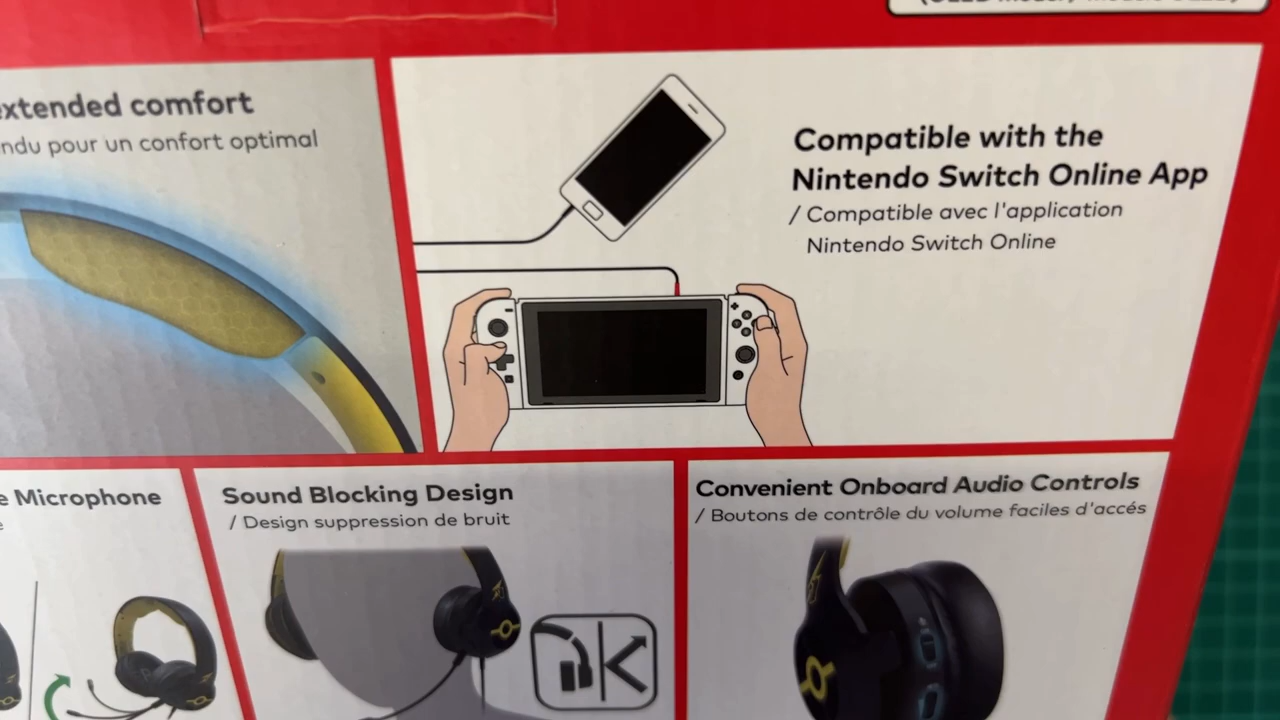 extended comfort
pour un confort optimal
Compatible with the
Nintendo Switch Online App
/ Compatible avec l'application
Nintendo Switch Online
Microphone
Sound Blocking Design
/ Design suppression de bruit
Convenient Onboard Audio Controls
/ Boutons de contrôle du volume faciles d'accés